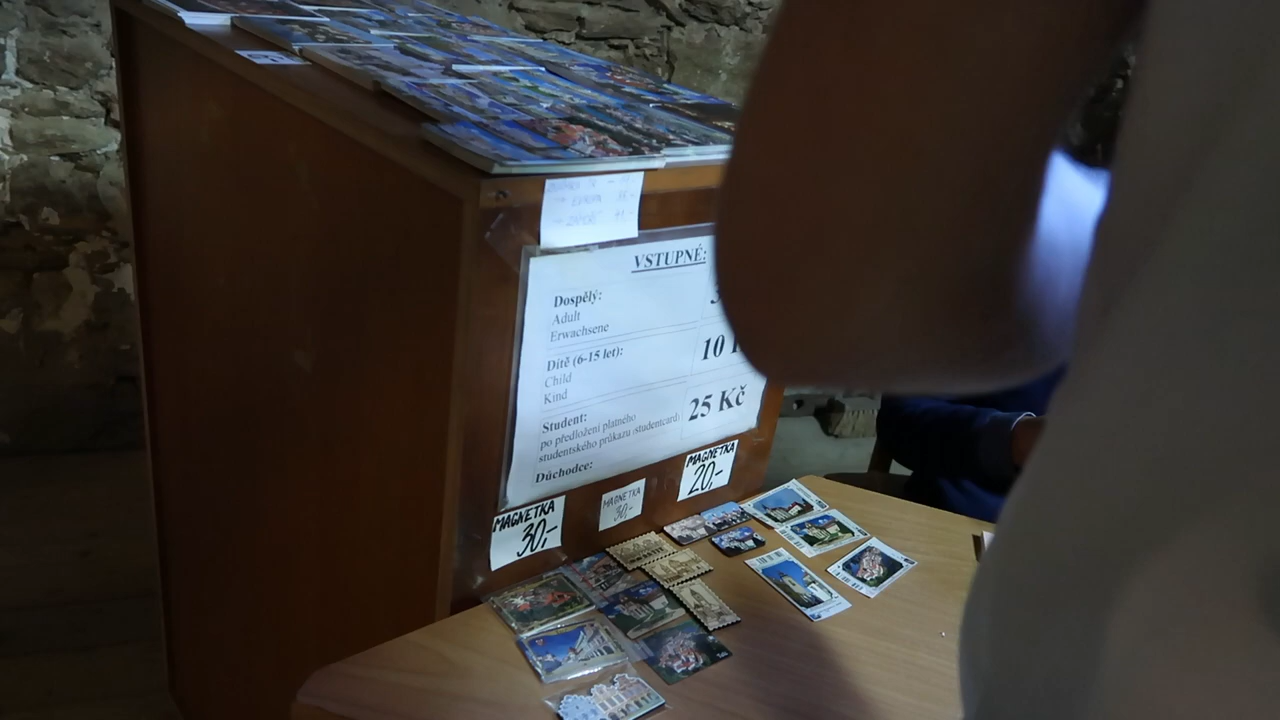 VSTUPNÉ:
Dospělý:
Adult
Erwachsene
Dítě (6-15 let):
Child
Kind
10
Student:
po předložení platného
studentského průkazu (studentcard)
25 Kč
Důchodce:
MAGNETKA
30,-
MAGNETKA
30,-
MAGNETKA
20,-